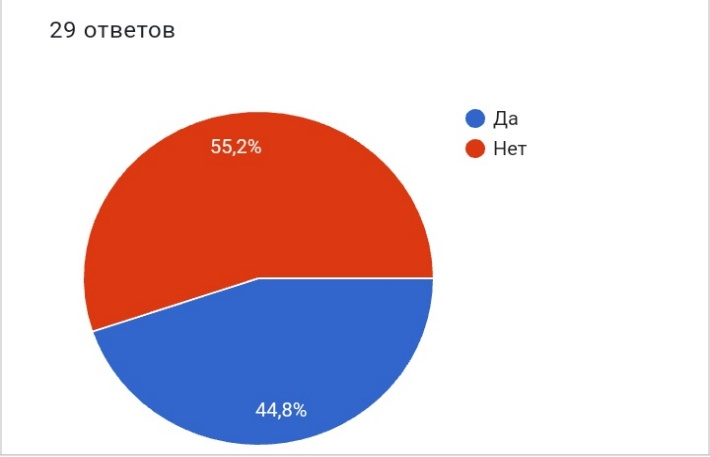 29 ответов
Да
Нет
55,2%
44,8%